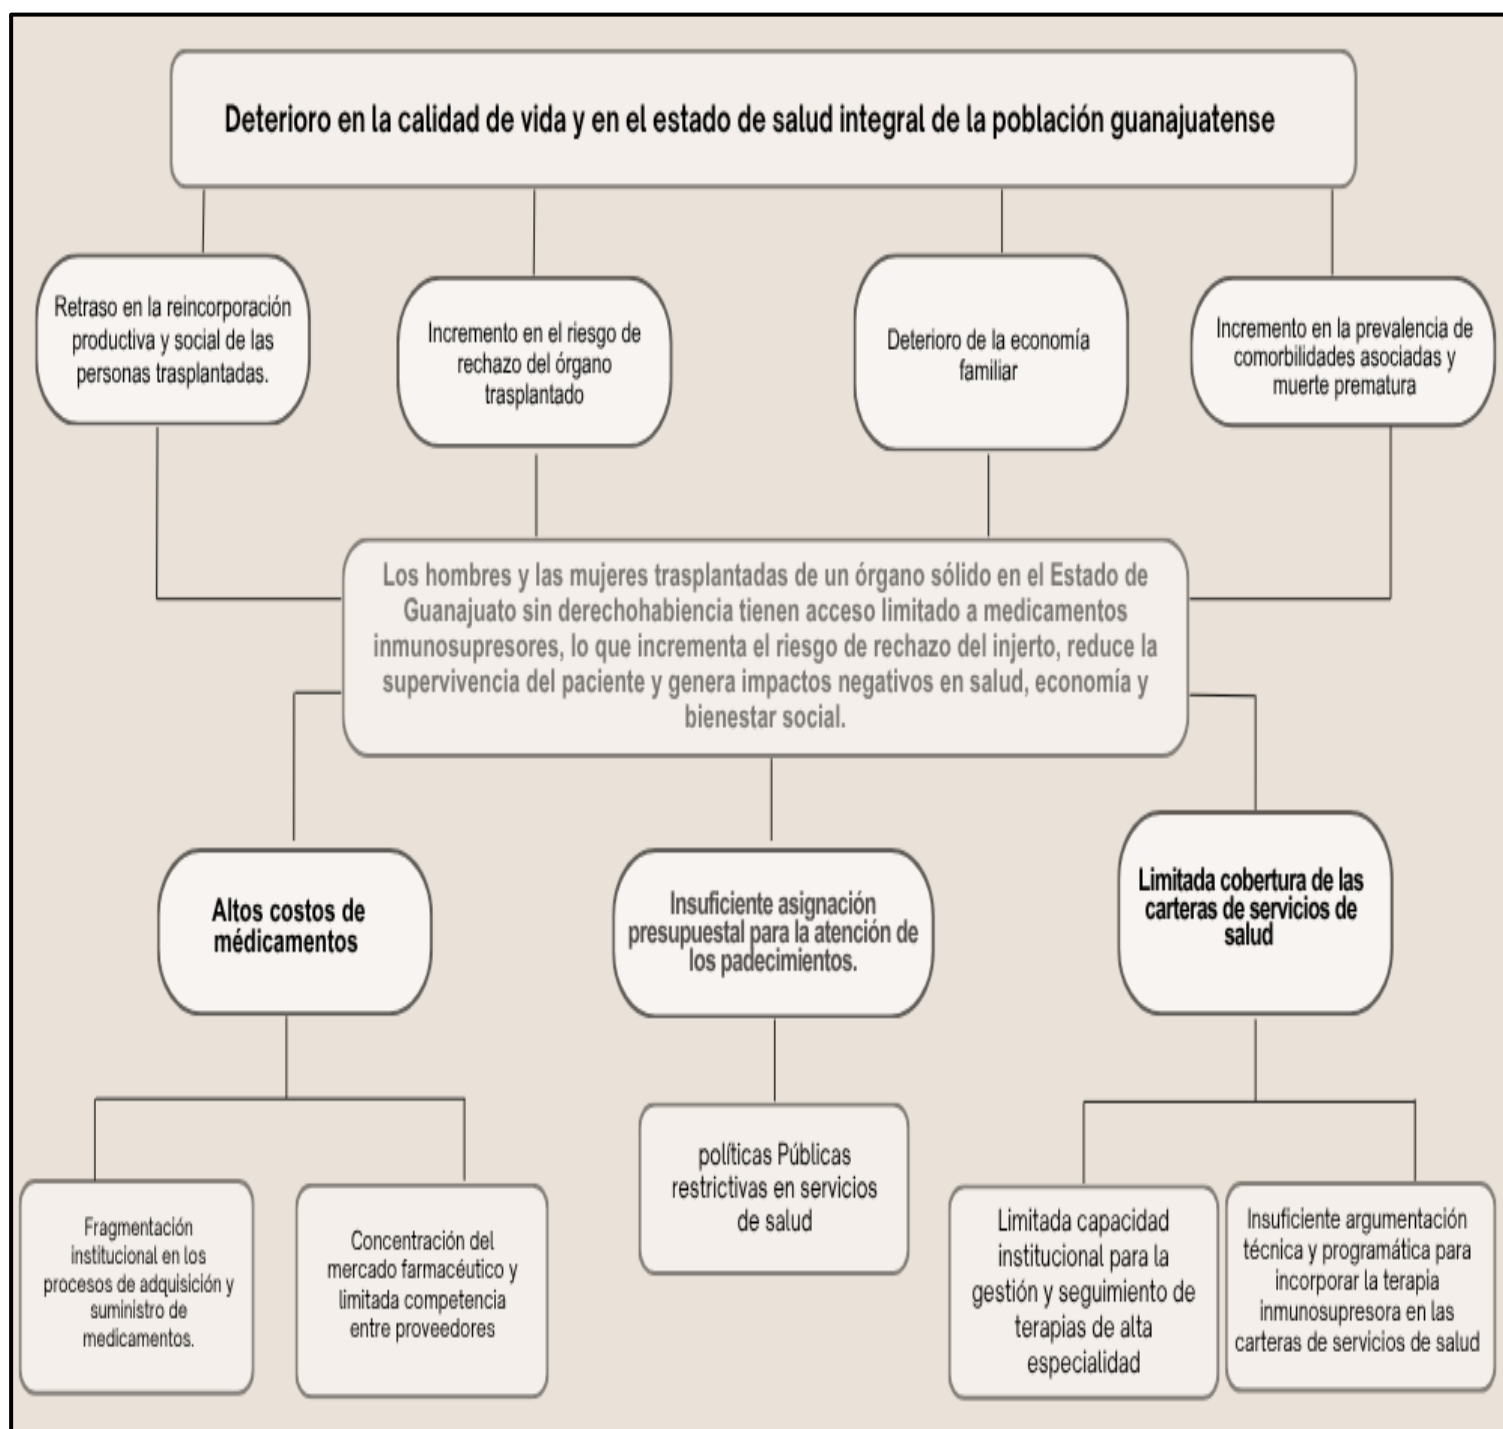 Deterioro en la calidad de vida y en el estado de salud integral de la población guanajuatense
Retraso en la reincorporación
productiva y social de las
personas trasplantadas.
Incremento en el riesgo de
rechazo del órgano
trasplantado
Deterioro de la economía
familiar
Incremento en la prevalencia de
comorbilidades asociadas y
muerte prematura
Los hombres y las mujeres trasplantadas de un órgano sólido en el Estado de
Guanajuato sin derechohabiencia tienen acceso limitado a medicamentos
inmunosupresores, lo que incrementa el riesgo de rechazo del injerto, reduce la
supervivencia del paciente y genera impactos negativos en salud, economía y
bienestar social.
Altos costos de
médicamentos
Insuficiente asignación
presupuestal para la atención de
los padecimientos.
Limitada cobertura de las
carteras de servicios de
salud
Fragmentación
institucional en los
procesos de adquisición y
suministro de
medicamentos.
Concentración del
mercado farmacéutico y
limitada competencia
entre proveedores
políticas Públicas
restrictivas en servicios
de salud
Limitada capacidad
institucional para la
gestión y seguimiento de
terapias de alta
especialidad
Insuficiente argumentación
técnica y programática para
incorporar la terapia
inmunosupresora en las
carteras de servicios de salud